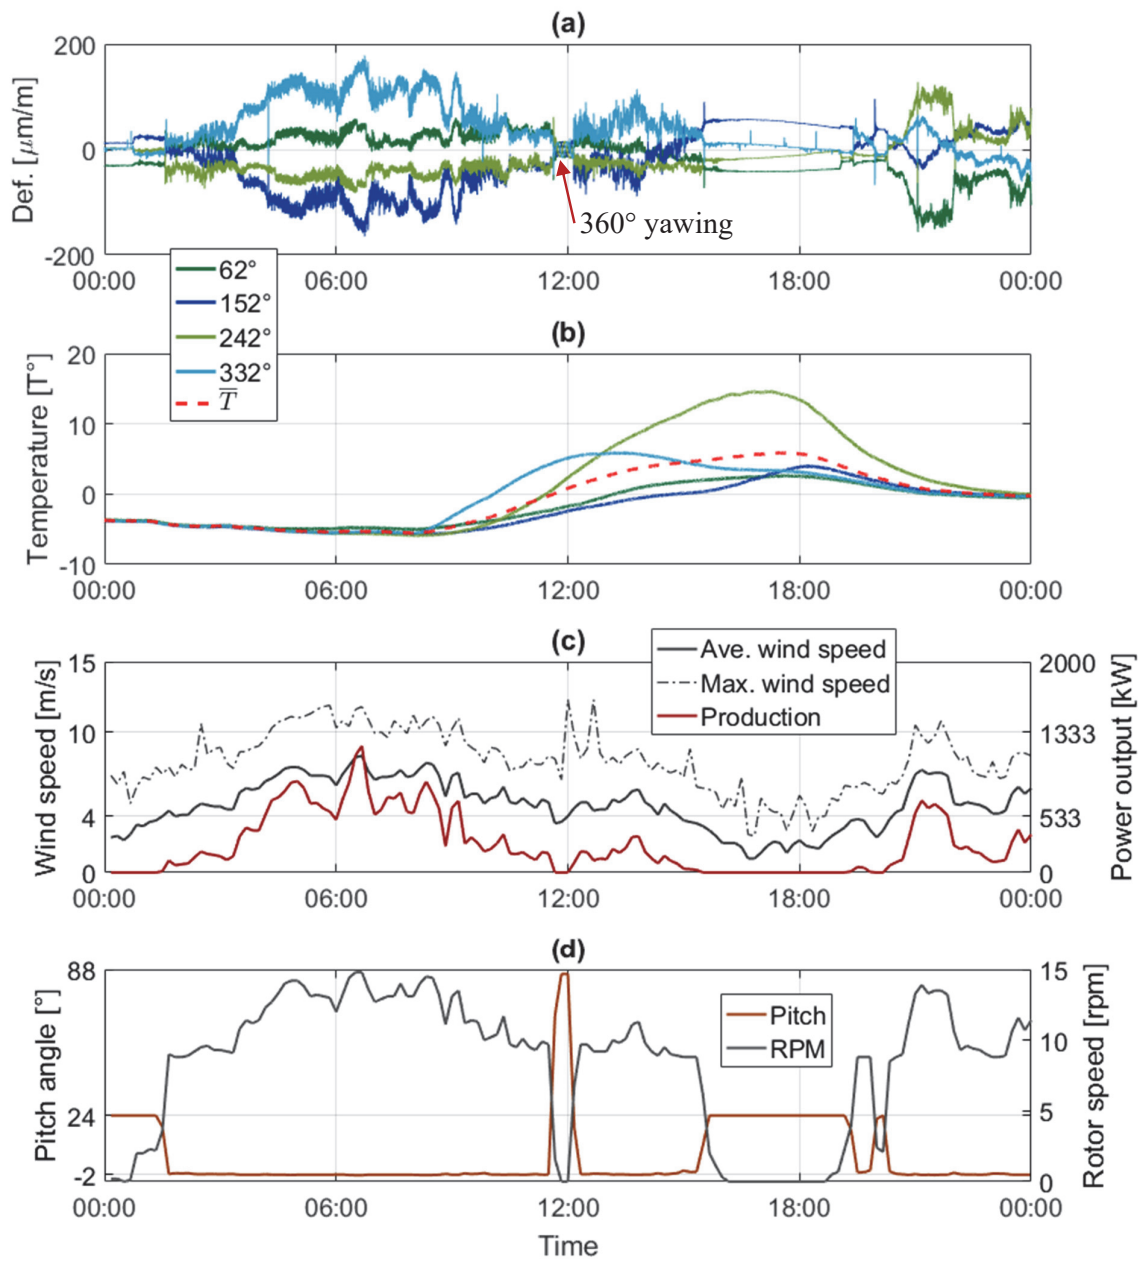 (a)
200
0
-200
Def. [μm/m]
360° yawing
00:00 06:00 12:00 18:00 00:00
62°
152°
242°
332°
T̅
(b)
20
10
0
-10
Temperature [T°]
00:00 06:00 12:00 18:00 00:00
(c)
15
10
4
0
Wind speed [m/s]
Ave. wind speed
Max. wind speed
Production
2000
1333
533
0
Power output [kW]
00:00 06:00 12:00 18:00 00:00
(d)
88
24
-2
Pitch angle [°]
Pitch
RPM
15
10
5
0
Rotor speed [rpm]
00:00 06:00 12:00 18:00 00:00
Time